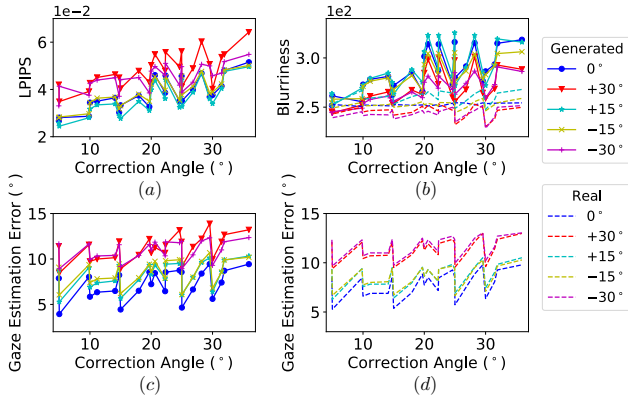 6e−2
4
2
LPIPS
10 20 30
Correction Angle (°)
(a)
1e2
3.0
2.5
Blurriness
10 20 30
Correction Angle (°)
(b)
Generated
0°
+30°
+15°
−15°
−30°
15
10
5
Gaze Estimation Error (°)
10 20 30
Correction Angle (°)
(c)
15
10
5
Gaze Estimation Error (°)
10 20 30
Correction Angle (°)
(d)
Real
0°
+30°
+15°
−15°
−30°